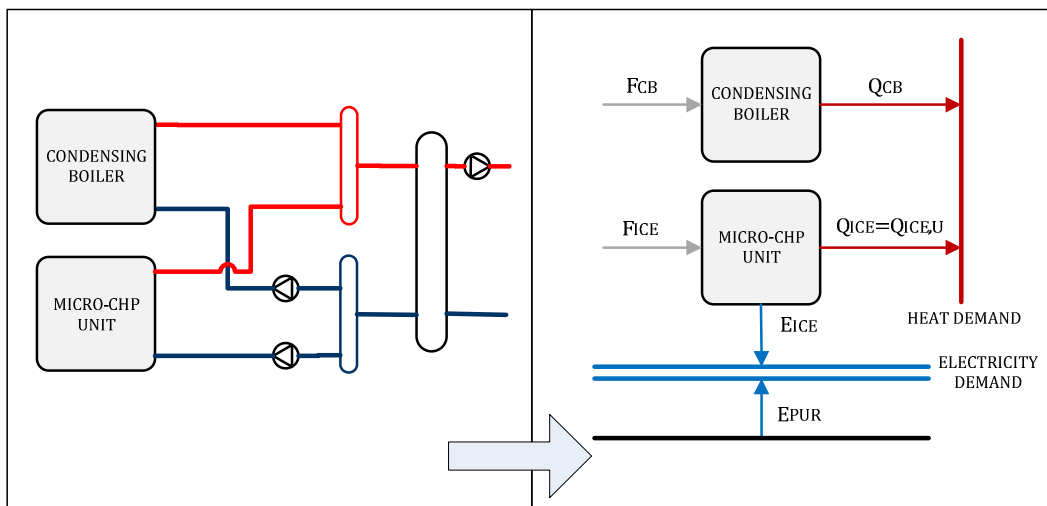 CONDENSING
BOILER
MICRO-CHP
UNIT
FCB
CONDENSING
BOILER
QCB
FICE
MICRO-CHP
UNIT
QICE=QICE,U
EICE
HEAT DEMAND
ELECTRICITY
DEMAND
EPUR